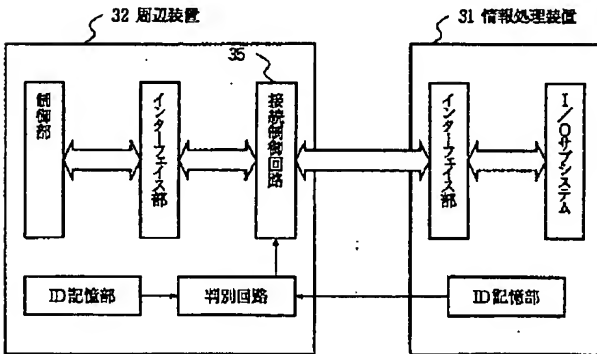 32 周辺装置
31 情報処理装置
35
制御部
インターフェイス部
接続制御回路
インターフェイス部
I/Oサブシステム
ID記憶部
判別回路
ID記憶部